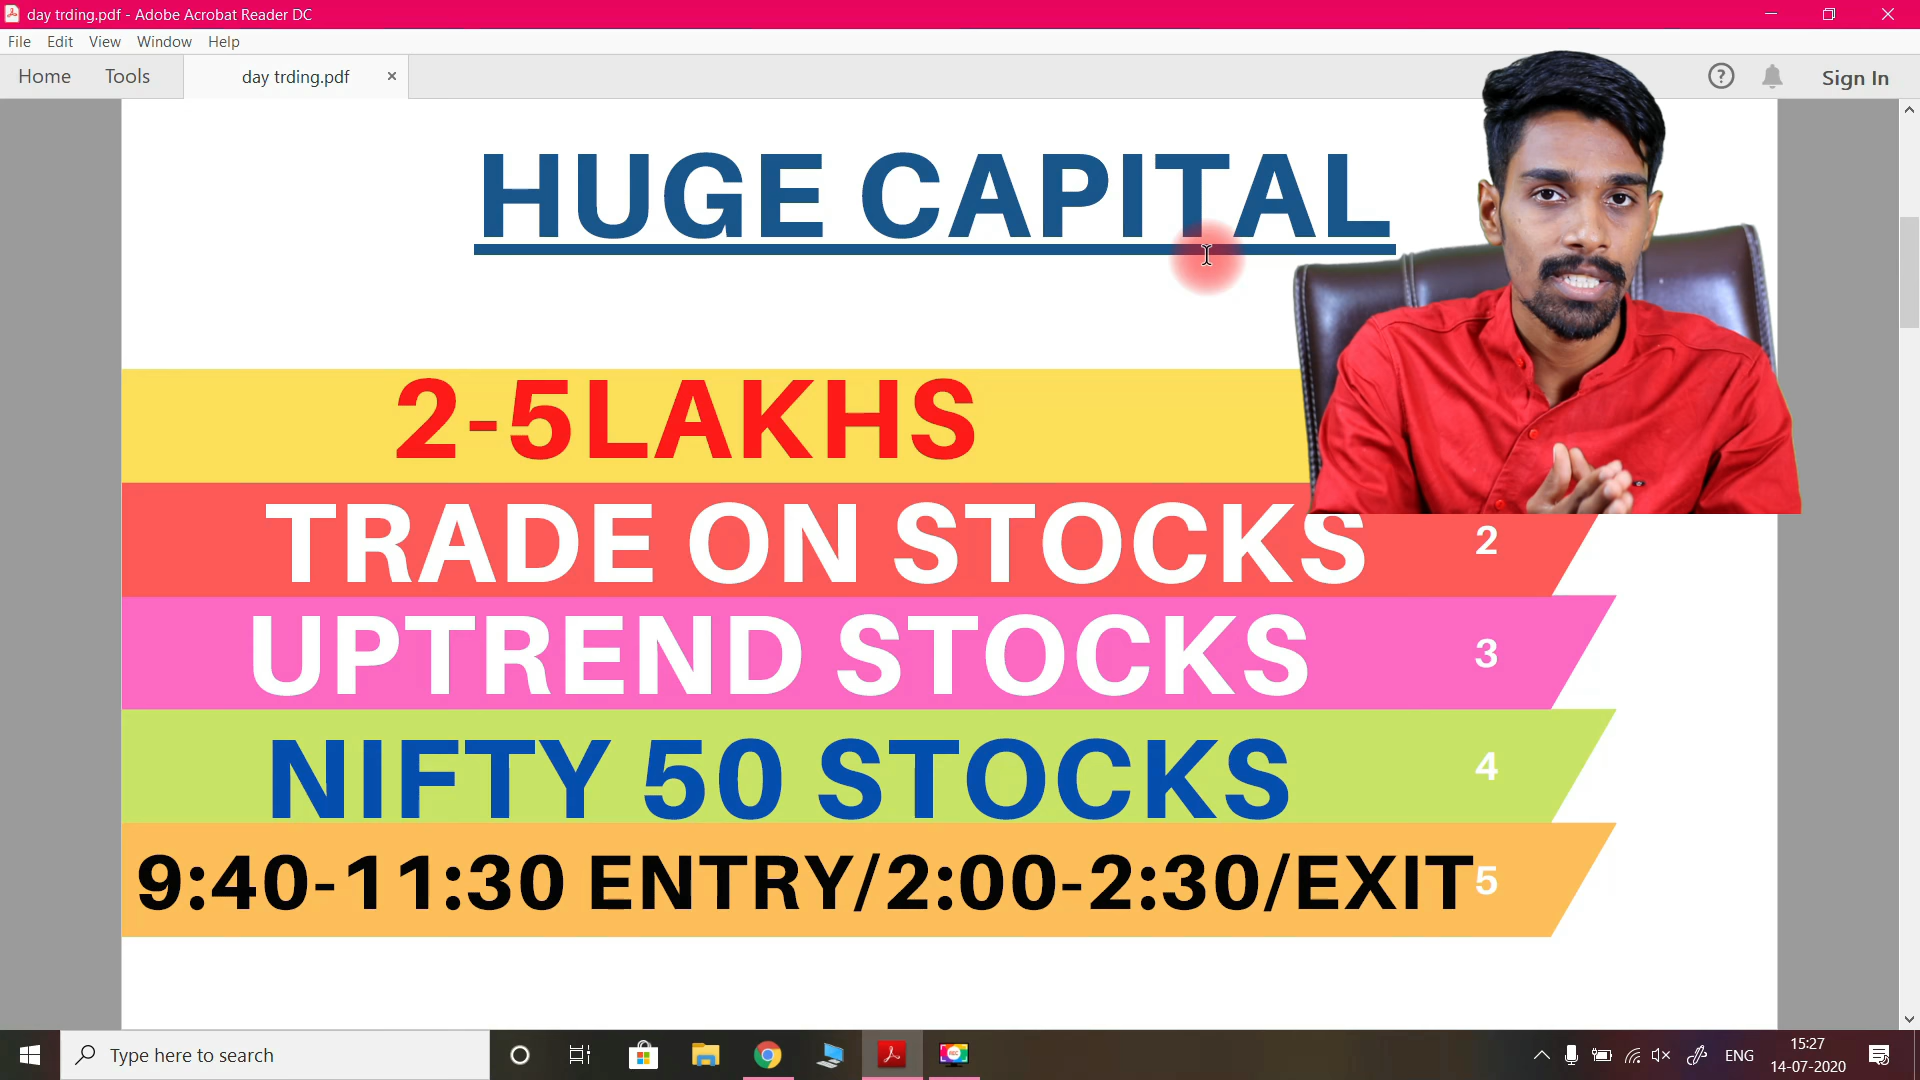 day trding.pdf - Adobe Acrobat Reader DC
File Edit View Window Help
Home Tools day trding.pdf × Sign In
HUGE CAPITAL
2-5LAKHS
TRADE ON STOCKS 2
UPTREND STOCKS 3
NIFTY 50 STOCKS 4
9:40-11:30 ENTRY/2:00-2:30/EXIT 5
Type here to search
ENG
15:27
14-07-2020